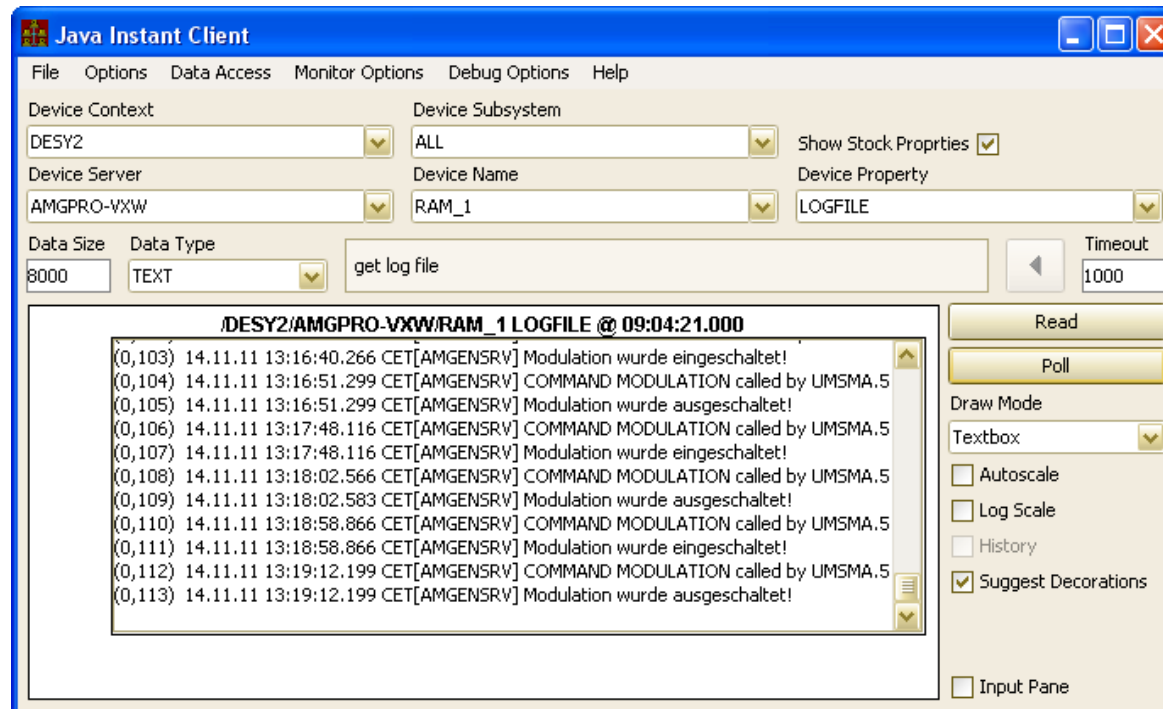 Java Instant Client
File Options Data Access Monitor Options Debug Options Help
Device Context Device Subsystem
DESY2 ALL Show Stock Proprties
Device Server Device Name Device Property
AMGPRO-VXW RAM_1 LOGFILE
Data Size Data Type Timeout
8000 TEXT get log file 1000
/DESY2/AMGPRO-VXW/RAM_1 LOGFILE @ 09:04:21.000
Read
(0,103) 14.11.11 13:16:40.266 CET[AMGENSRV] Modulation wurde eingeschaltet!
Poll
(0,104) 14.11.11 13:16:51.299 CET[AMGENSRV] COMMAND MODULATION called by UMSMA.5
(0,105) 14.11.11 13:16:51.299 CET[AMGENSRV] Modulation wurde ausgeschaltet!
Draw Mode
(0,106) 14.11.11 13:17:48.116 CET[AMGENSRV] COMMAND MODULATION called by UMSMA.5
Textbox
(0,107) 14.11.11 13:17:48.116 CET[AMGENSRV] Modulation wurde eingeschaltet!
(0,108) 14.11.11 13:18:02.566 CET[AMGENSRV] COMMAND MODULATION called by UMSMA.5
Autoscale
(0,109) 14.11.11 13:18:02.583 CET[AMGENSRV] Modulation wurde ausgeschaltet!
Log Scale
(0,110) 14.11.11 13:18:58.866 CET[AMGENSRV] COMMAND MODULATION called by UMSMA.5
(0,111) 14.11.11 13:18:58.866 CET[AMGENSRV] Modulation wurde eingeschaltet!
History
(0,112) 14.11.11 13:19:12.199 CET[AMGENSRV] COMMAND MODULATION called by UMSMA.5
Suggest Decorations
(0,113) 14.11.11 13:19:12.199 CET[AMGENSRV] Modulation wurde ausgeschaltet!
Input Pane